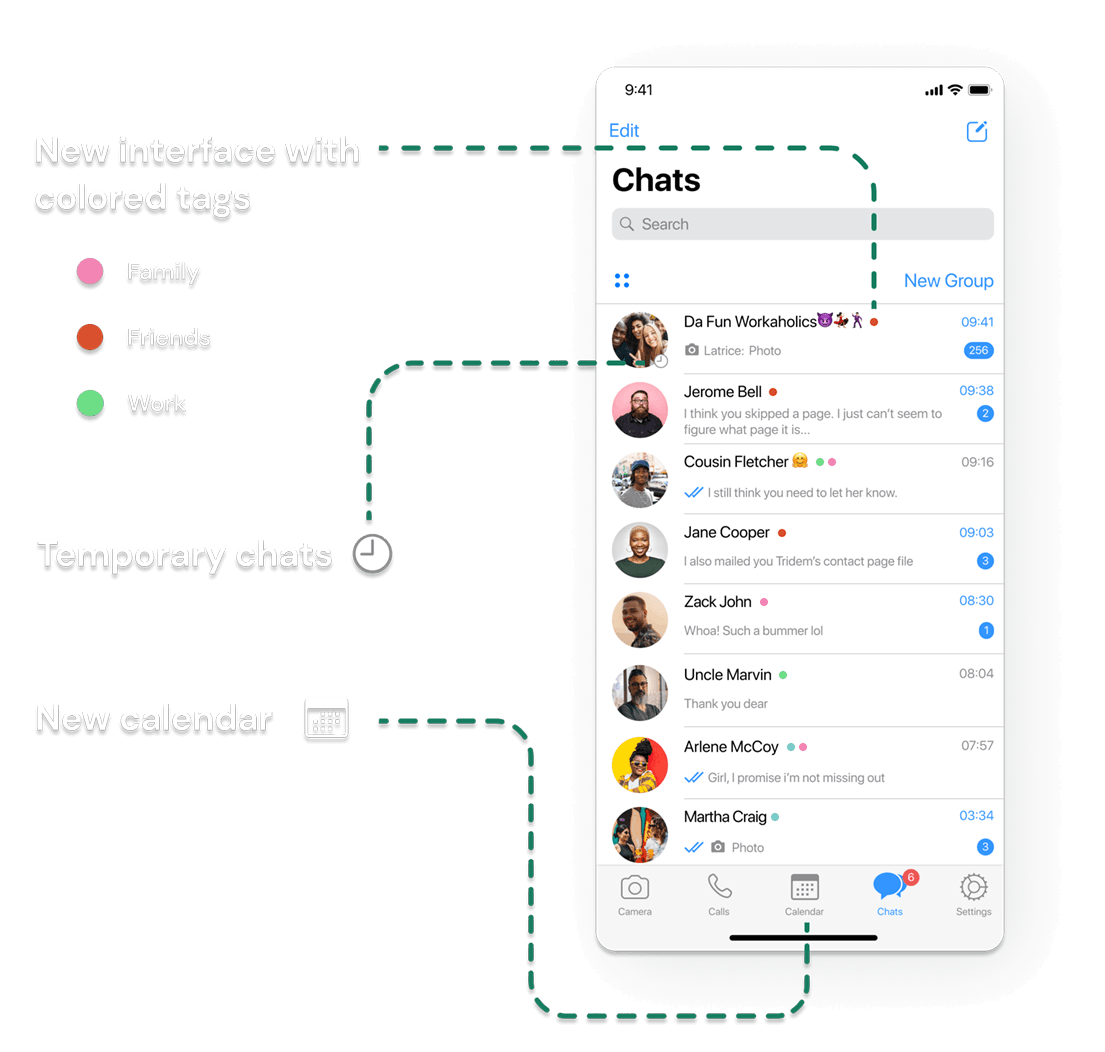 New interface with
colored tags
Family
Friends
Work
Temporary chats
New calendar
9:41
Edit
Chats
Search
New Group
Da Fun Workaholics😈💃🕺 09:41
Latrice: Photo 256
Jerome Bell 09:38
I think you skipped a page. I just can't seem to 2
figure what page it is...
Cousin Fletcher 🤗 09:16
I still think you need to let her know.
Jane Cooper 09:03
I also mailed you Tridem's contact page file 3
Zack John 08:30
Whoa! Such a bummer lol 1
Uncle Marvin 08:04
Thank you dear
Arlene McCoy 07:57
Girl, I promise i'm not missing out
Martha Craig 03:34
Photo 3
6
Camera Calls Calendar Chats Settings